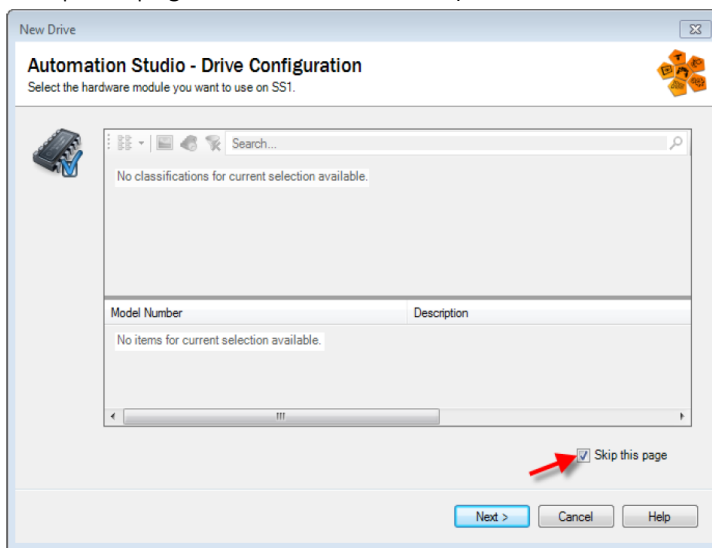 New Drive
Automation Studio - Drive Configuration
Select the hardware module you want to use on SS1.
Search...
No classifications for current selection available.
Model Number Description
No items for current selection available.
Skip this page
Next > Cancel Help